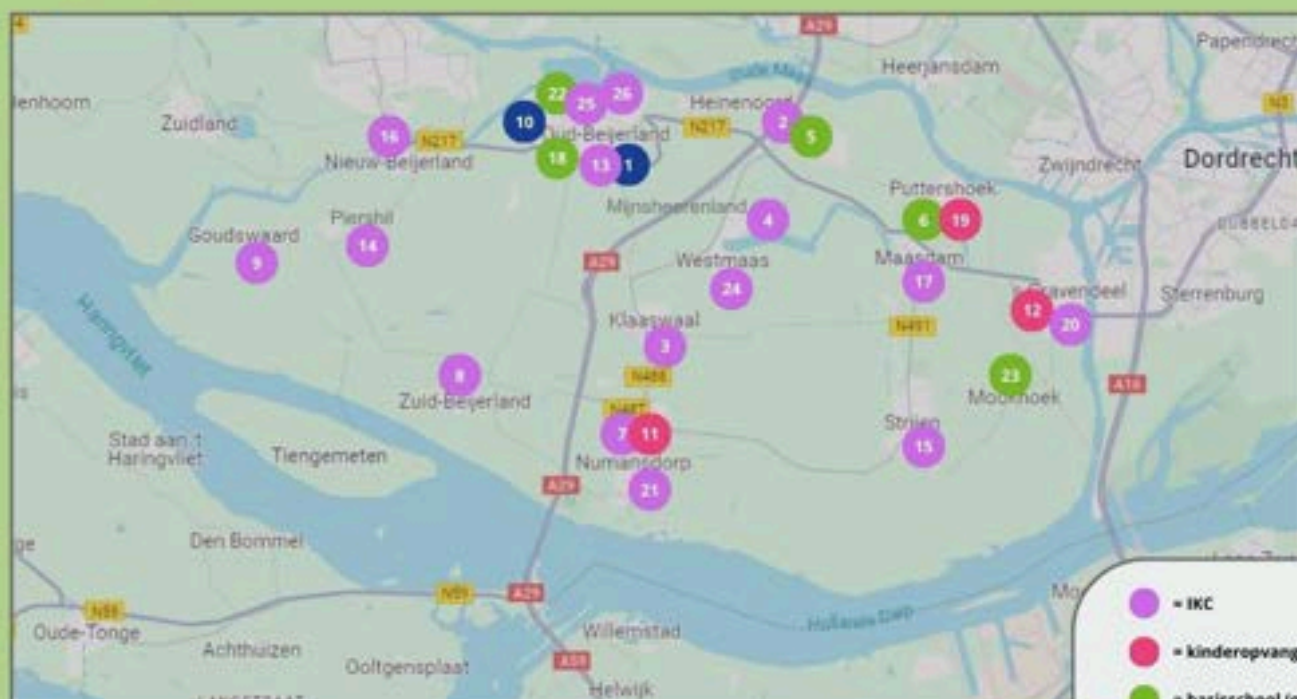 A29
Papendrecht
Heerjansdam
Oude Maas
lenhoorn
Zuidland
22
25
26
Heinenoord
N3
10
2
16
N217
Oud-Beijerland
N217
5
Nieuw-Beijerland
18
13
1
Zwijndrecht
Dordrecht
Puttershoek
Mijnsheerenland
4
6
19
Piershil
14
Goudswaard
9
A29
Westmaas
24
Maasdam
17
's Gravendeel
Sterrenburg
12
20
Haringvliet
Klaaswaal
3
N491
8
Zuid-Beijerland
N488
23
Mookhoek
A16
N487
Strijen
15
7
11
Numansdorp
21
Stad aan 't
Haringvliet
Tiengemeten
A29
Den Bommel
N59
A29
N59
Oude-Tonge
Achthuizen
Ooltgensplaat
Willemstad
Hollands Diep
A59
Helwijk
= IKC
= kinderopvang